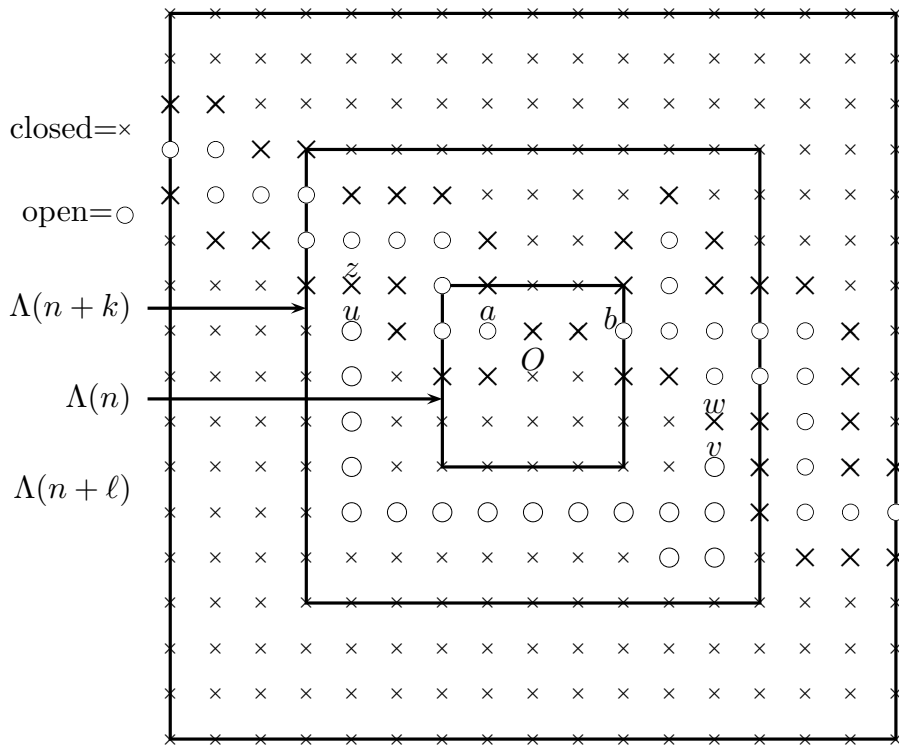 closed=×
open=○
z
Λ(n + k)
u
a
b
O
Λ(n)
w
v
Λ(n + ℓ)